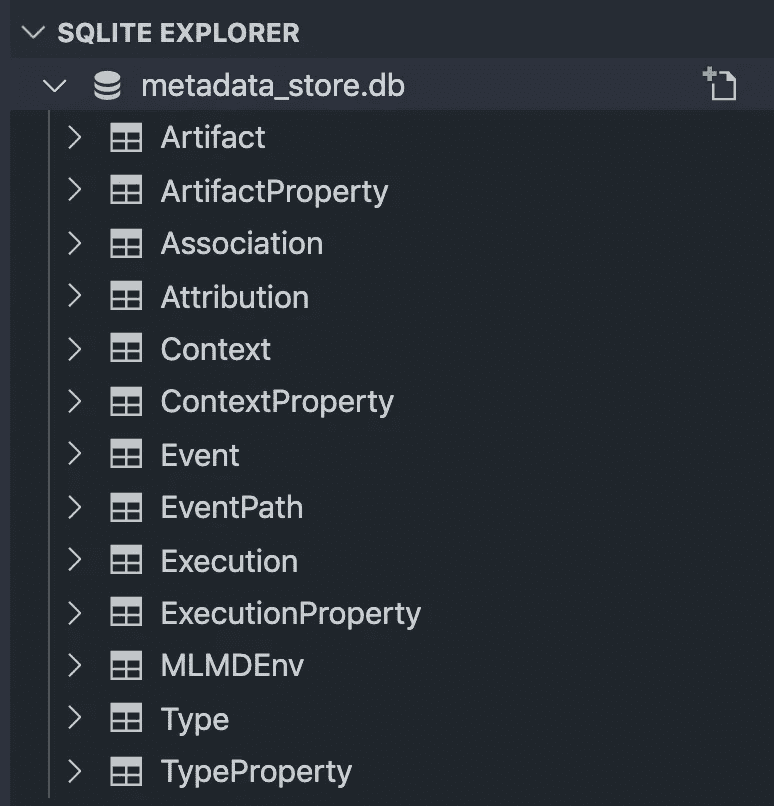 SQLITE EXPLORER
metadata_store.db
Artifact
ArtifactProperty
Association
Attribution
Context
ContextProperty
Event
EventPath
Execution
ExecutionProperty
MLMDEnv
Type
TypeProperty